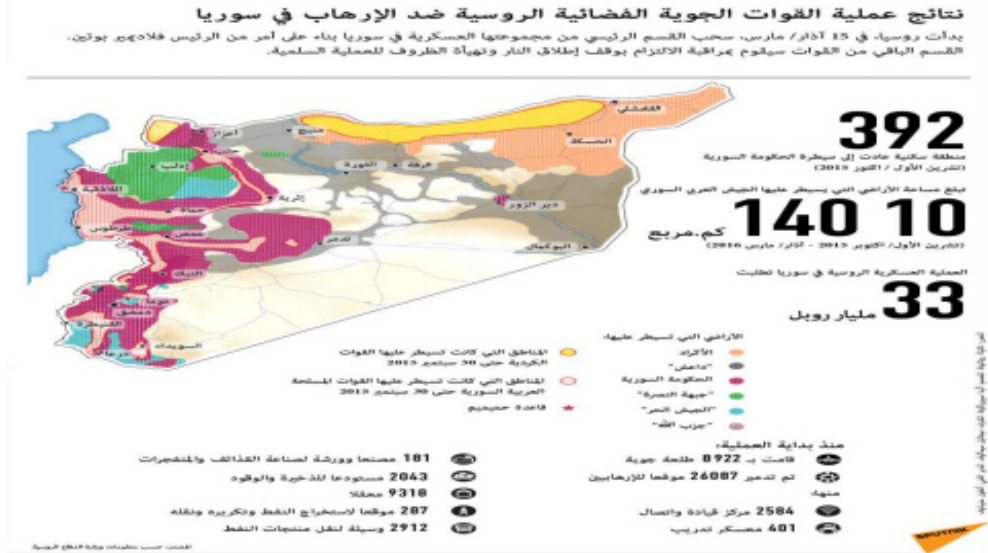 نتائج عملية القوات الجوية الفضائية الروسية ضد الإرهاب في سوريا
بدأت روسيا، في 15 آذار/ مارس، سحب القسم الرئيسي من مجموعتها العسكرية في سوريا بناء على أمر من الرئيس فلاديمير بوتين.
القسم الباقي من القوات سيقوم بمراقبة الالتزام بوقف إطلاق النار وتهيأة الظروف للعملية السلمية.
392
منطقة سكنية عادت إلى سيطرة الحكومة السورية
(تشرين الأول / أكتوبر 2015)
تبلغ مساحة الأراضي التي يسيطر عليها الجيش العربي السوري
10 140 كم.مربع
(تشرين الأول/ أكتوبر 2015 - آذار/ مارس 2016)
العملية العسكرية الروسية في سوريا تطلبت
33 مليار روبل
القامشلي
الحسكة
منبج
أعزاز
حلب
إدلب
الرقة
الثورة
اللاذقية
إثرية
دير الزور
حماة
طرطوس
حمص
تدمر
البوكمال
النبك
دوما
دمشق
القنيطرة
السويداء
درعا
الأراضي التي تسيطر عليها:
الأكراد
"داعش"
الحكومة السورية
"جبهة النصرة"
"الجيش الحر"
"حزب الله"
المناطق التي كانت تسيطر عليها القوات
الكردية حتى 30 سبتمبر 2015
المناطق التي كانت تسيطر عليها القوات المسلحة
العربية السورية حتى 30 سبتمبر 2015
قاعدة حميميم
منذ بداية العملية:
قامت بـ 8922 طلعة جوية
تم تدمير 26087 موقعا للإرهابيين
منها:
2584 مركز قيادة واتصال
401 معسكر تدريب
181 مصنعا وورشة لصناعة القذائف والمتفجرات
2043 مستودعا للذخيرة والوقود
9318 معقلا
287 موقعا لاستخراج النفط وتكريره ونقله
2912 وسيلة لنقل منتجات النفط
المصدر: حسب معلومات وزارة الدفاع الروسية
SPUTNIK